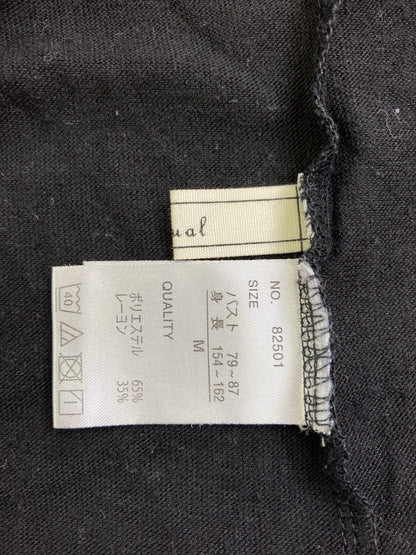 ual
NO. 82501
SIZE
バスト 79~87
身長 154~162
M
QUALITY
ポリエステル 65%
レーヨン 35%
40